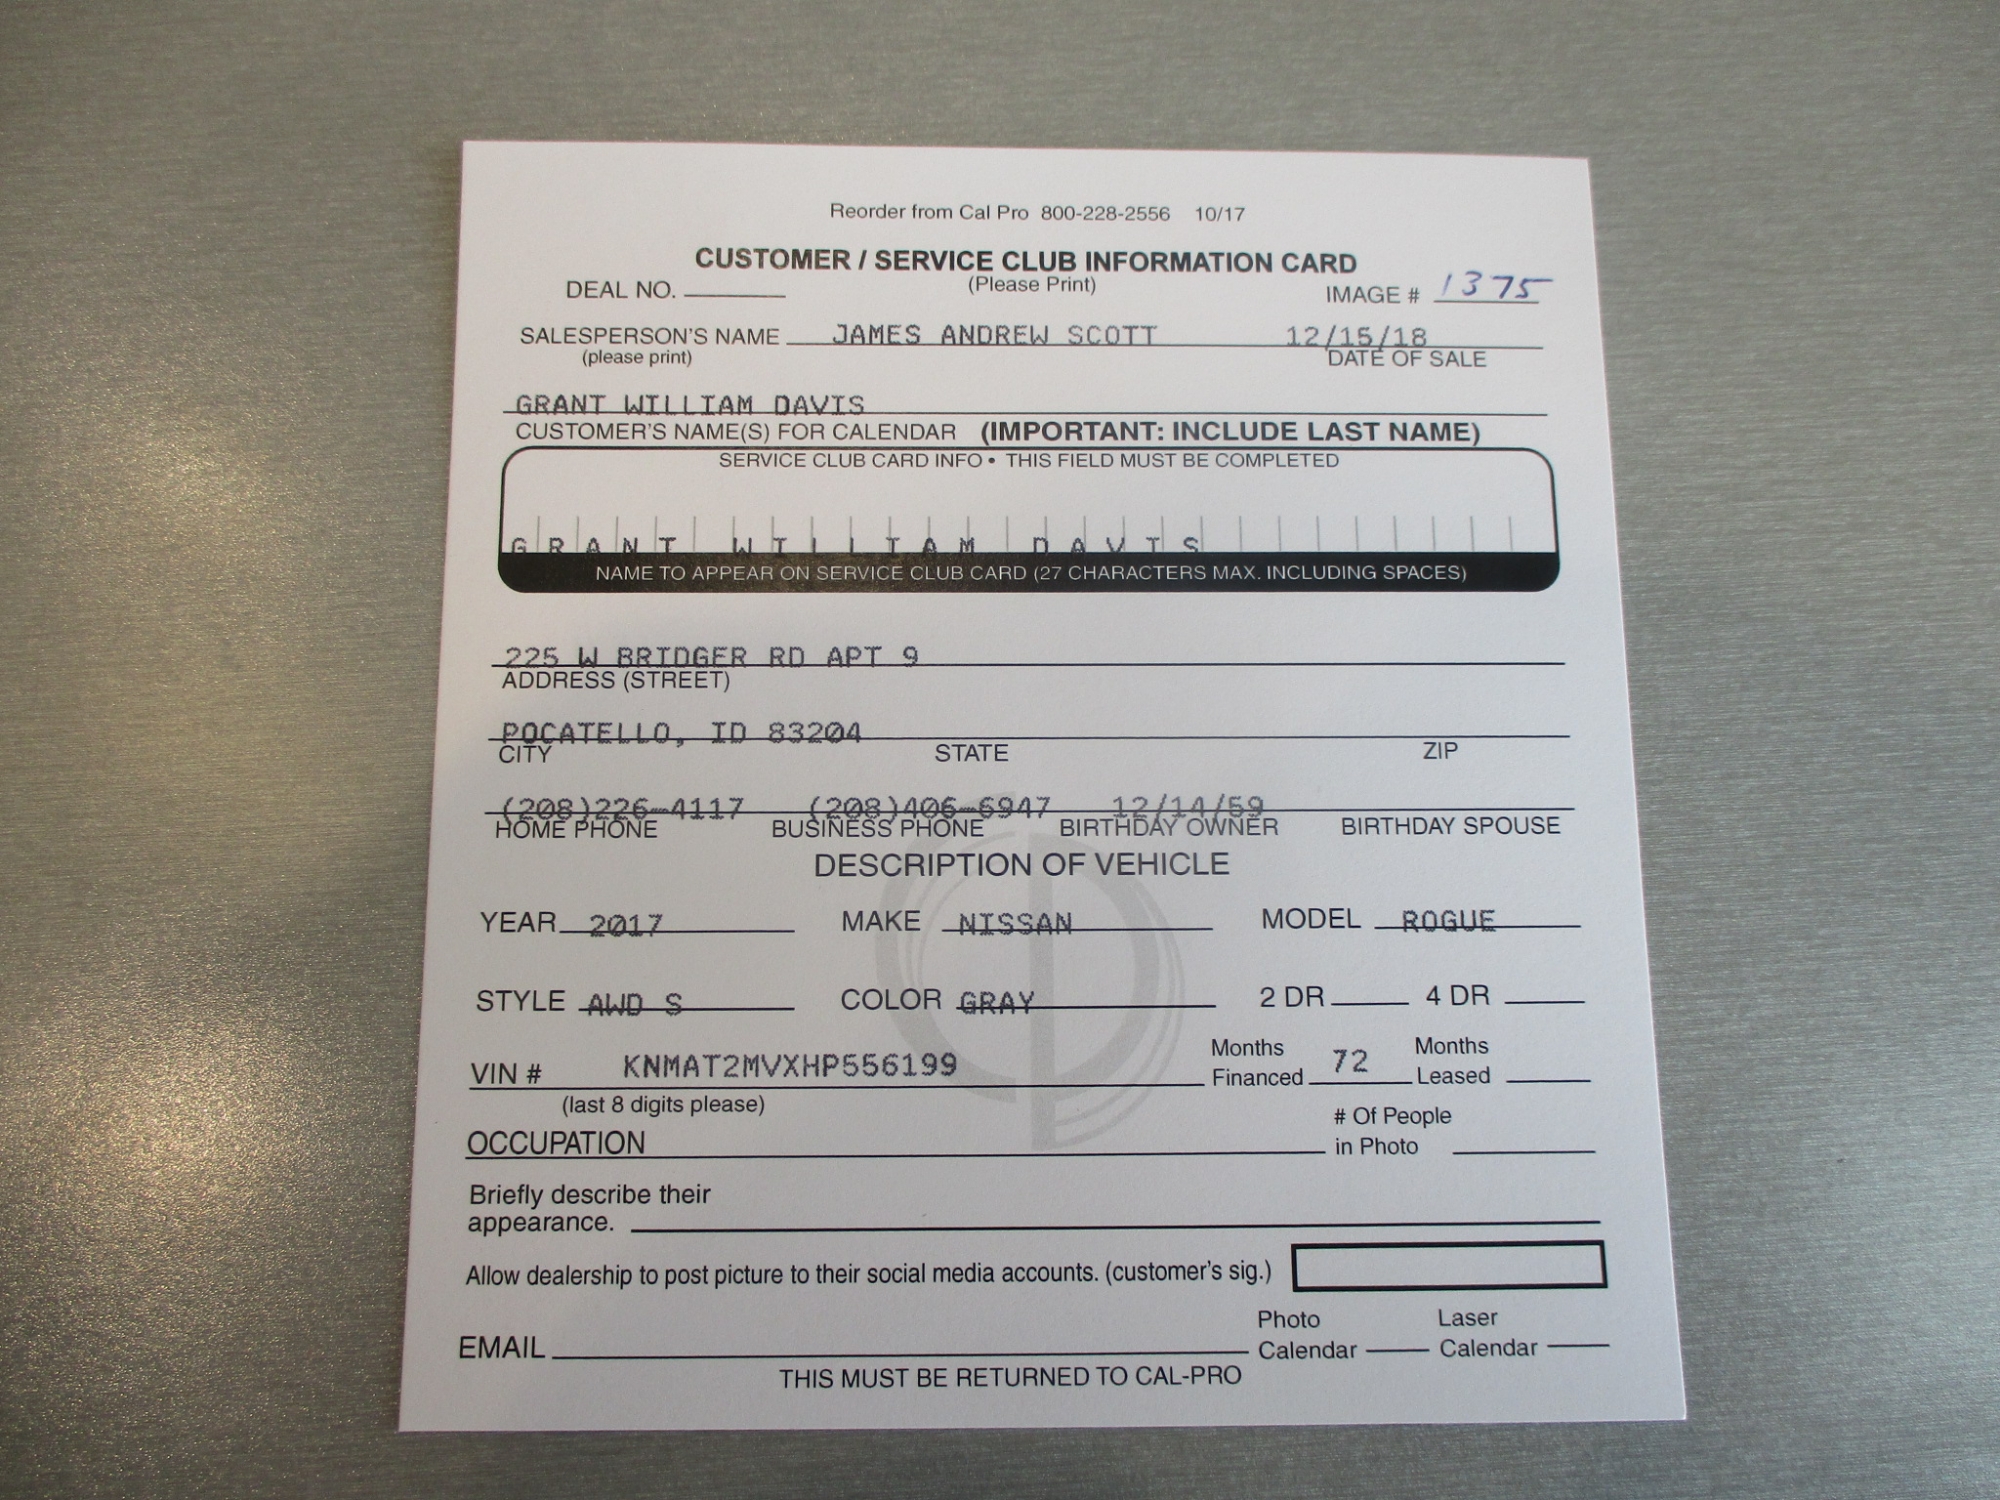 Reorder from Cal Pro 800-228-2556 10/17
CUSTOMER / SERVICE CLUB INFORMATION CARD
DEAL NO. (Please Print) IMAGE # 1375
SALESPERSON'S NAME JAMES ANDREW SCOTT 12/15/18
(please print) DATE OF SALE
GRANT WILLIAM DAVIS
CUSTOMER'S NAME(S) FOR CALENDAR (IMPORTANT: INCLUDE LAST NAME)
SERVICE CLUB CARD INFO • THIS FIELD MUST BE COMPLETED
GRANT WILLIAM DAVIS
NAME TO APPEAR ON SERVICE CLUB CARD (27 CHARACTERS MAX. INCLUDING SPACES)
225 W BRIDGER RD APT 9
ADDRESS (STREET)
POCATELLO, ID 83204
CITY STATE ZIP
(208)226-4117 (208)406-6947 12/14/59
HOME PHONE BUSINESS PHONE BIRTHDAY OWNER BIRTHDAY SPOUSE
DESCRIPTION OF VEHICLE
YEAR 2017 MAKE NISSAN MODEL ROGUE
STYLE AWD S COLOR GRAY 2 DR 4 DR
VIN # KNMAT2MVXHP556199 Months Financed 72 Months Leased
(last 8 digits please)
OCCUPATION # Of People in Photo
Briefly describe their
appearance.
Allow dealership to post picture to their social media accounts. (customer's sig.)
EMAIL Photo Calendar Laser Calendar
THIS MUST BE RETURNED TO CAL-PRO